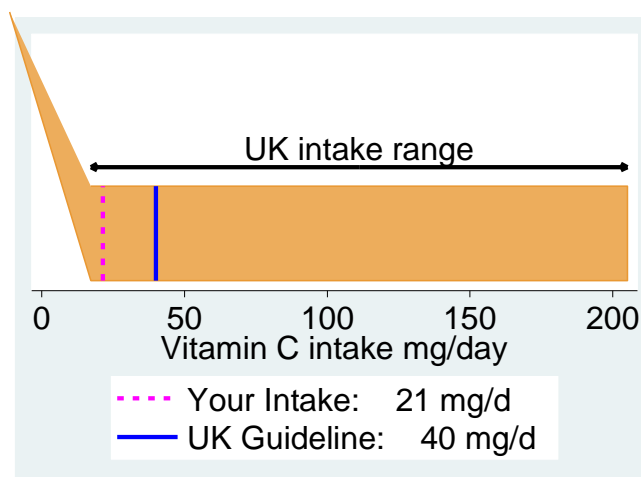 UK intake range
0 50 100 150 200
Vitamin C intake mg/day
Your Intake: 21 mg/d
UK Guideline: 40 mg/d